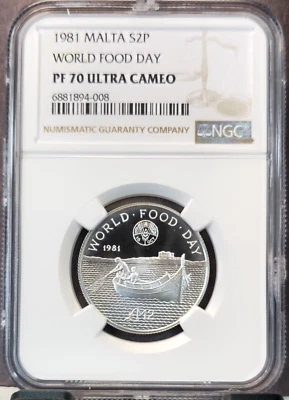 1981 MALTA S2P
WORLD FOOD DAY
PF 70 ULTRA CAMEO
6881894-008
NUMISMATIC GUARANTY COMPANY
NGC
WORLD · FOOD · DAY
1981